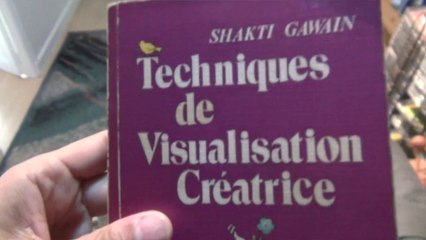 SHAKTI GAWAIN
Techniques
de
Visualisation
Créatrice